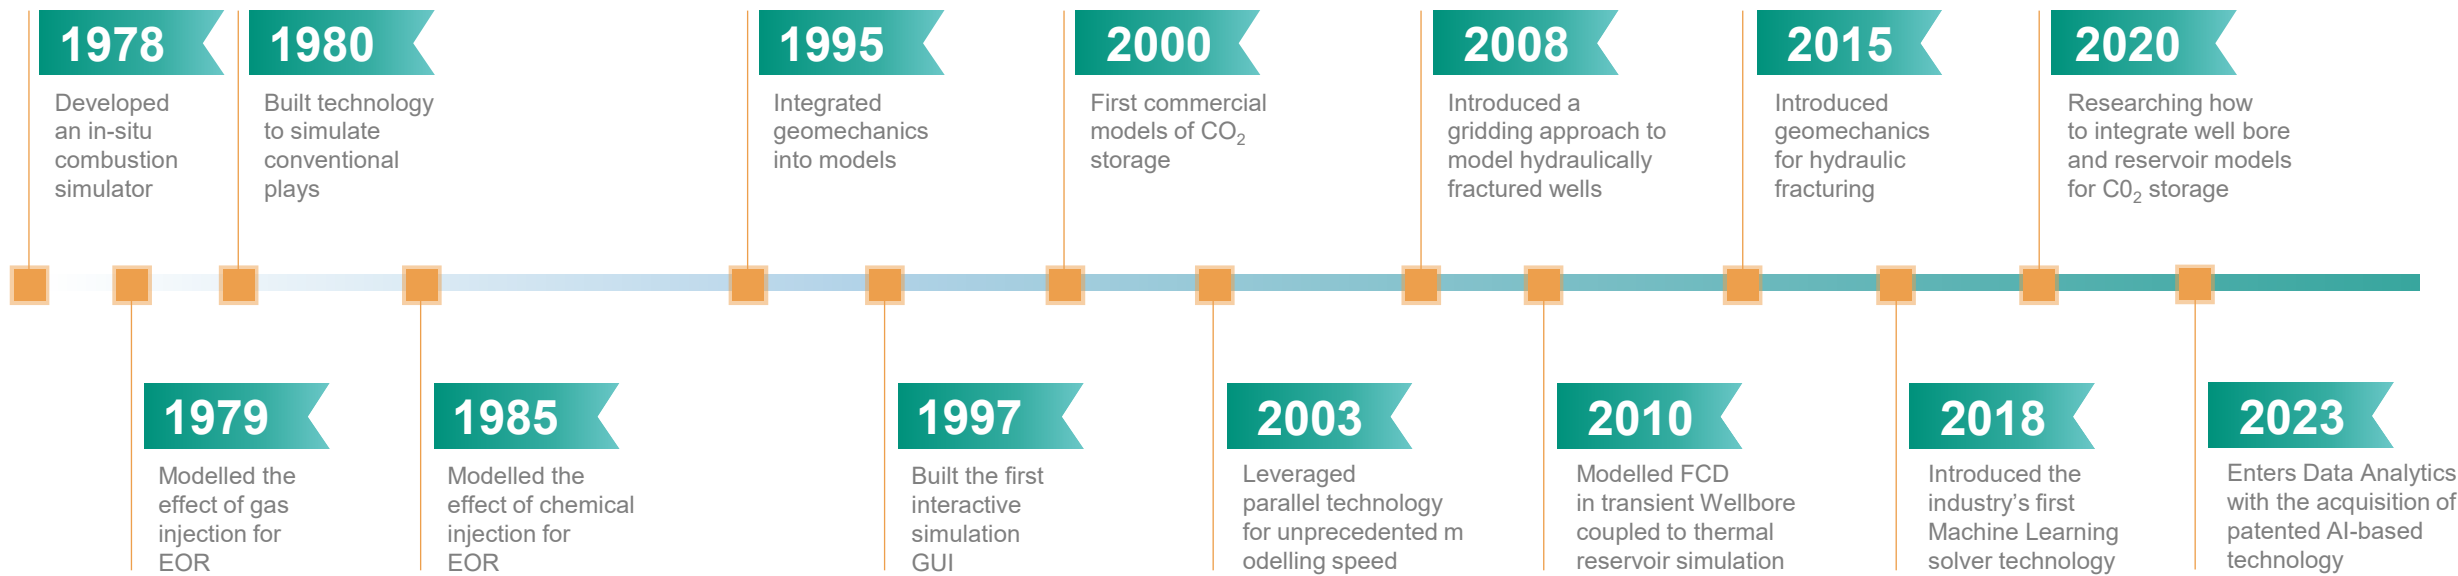 1978
Developed
an in-situ
combustion
simulator
1980
Built technology
to simulate
conventional
plays
1995
Integrated
geomechanics
into models
2000
First commercial
models of CO₂
storage
2008
Introduced a
gridding approach to
model hydraulically
fractured wells
2015
Introduced
geomechanics
for hydraulic
fracturing
2020
Researching how
to integrate well bore
and reservoir models
for C0₂ storage
1979
Modelled the
effect of gas
injection for
EOR
1985
Modelled the
effect of chemical
injection for
EOR
1997
Built the first
interactive
simulation
GUI
2003
Leveraged
parallel technology
for unprecedented m
odelling speed
2010
Modelled FCD
in transient Wellbore
coupled to thermal
reservoir simulation
2018
Introduced the
industry’s first
Machine Learning
solver technology
2023
Enters Data Analytics
with the acquisition of
patented AI-based
technology